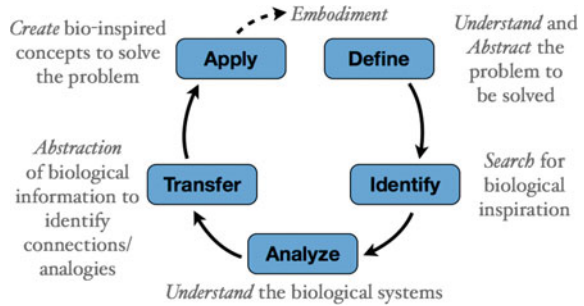 Create bio-inspired
concepts to solve
the problem
Apply
Embodiment
Define
Understand and
Abstract the
problem to
be solved
Abstraction
of biological
information to
identify
connections/
analogies
Transfer
Identify
Search for
biological
inspiration
Analyze
Understand the biological systems